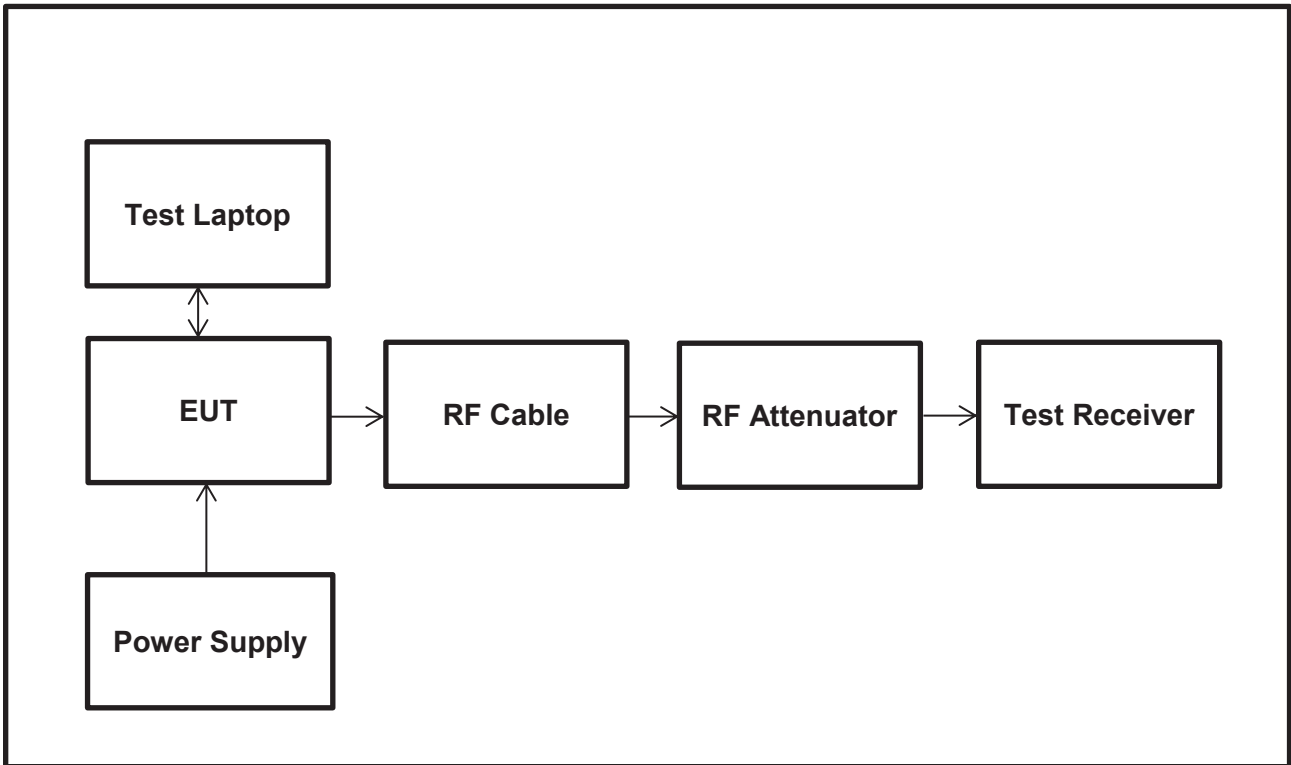 Test Laptop
EUT
RF Cable
RF Attenuator
Test Receiver
Power Supply